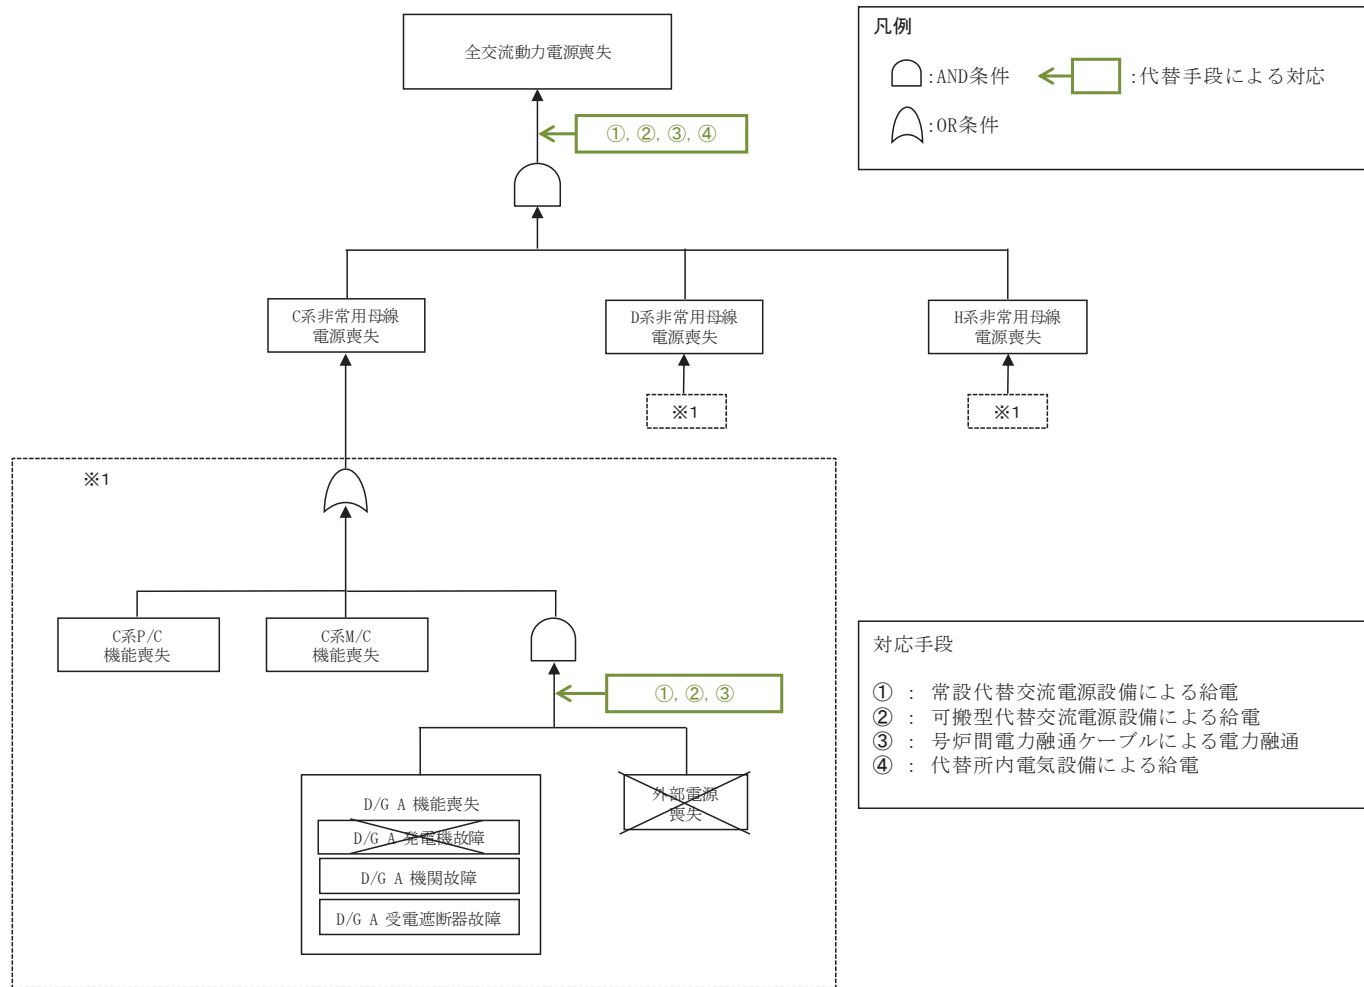 全交流動力電源喪失
凡例
:AND条件
:代替手段による対応
:OR条件
①, ②, ③, ④
C系非常用母線
電源喪失
D系非常用母線
電源喪失
H系非常用母線
電源喪失
※1
※1
※1
C系P/C
機能喪失
C系M/C
機能喪失
①, ②, ③
D/G A 機能喪失
D/G A 発電機故障
D/G A 機関故障
D/G A 受電遮断器故障
外部電源
喪失
対応手段
① : 常設代替交流電源設備による給電
② : 可搬型代替交流電源設備による給電
③ : 号炉間電力融通ケーブルによる電力融通
④ : 代替所内電気設備による給電